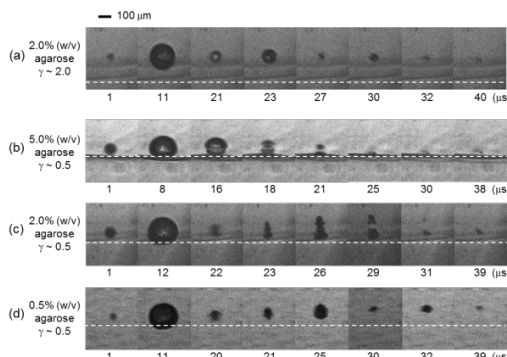 100 μm
(a) 2.0% (w/v) agarose γ ~ 2.0
1 11 21 23 27 30 32 40 (μs)
(b) 5.0% (w/v) agarose γ ~ 0.5
1 8 16 18 21 25 30 38 (μs)
(c) 2.0% (w/v) agarose γ ~ 0.5
1 12 22 23 26 29 31 39 (μs)
(d) 0.5% (w/v) agarose γ ~ 0.5
1 11 20 21 25 30 32 39 (μs)